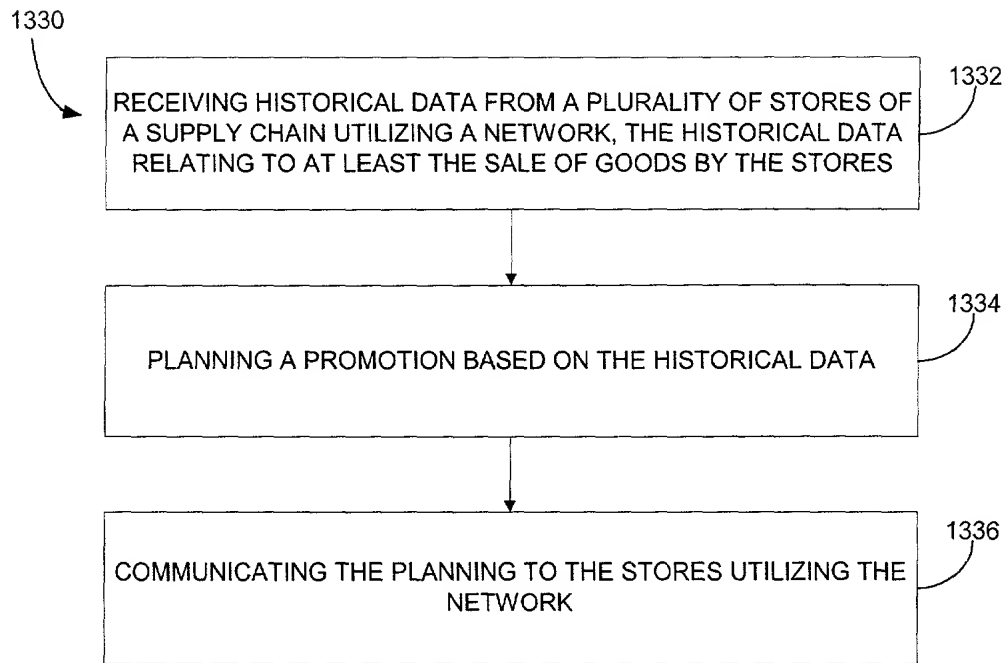 1330
1332
RECEIVING HISTORICAL DATA FROM A PLURALITY OF STORES OF
A SUPPLY CHAIN UTILIZING A NETWORK, THE HISTORICAL DATA
RELATING TO AT LEAST THE SALE OF GOODS BY THE STORES
1334
PLANNING A PROMOTION BASED ON THE HISTORICAL DATA
1336
COMMUNICATING THE PLANNING TO THE STORES UTILIZING THE
NETWORK